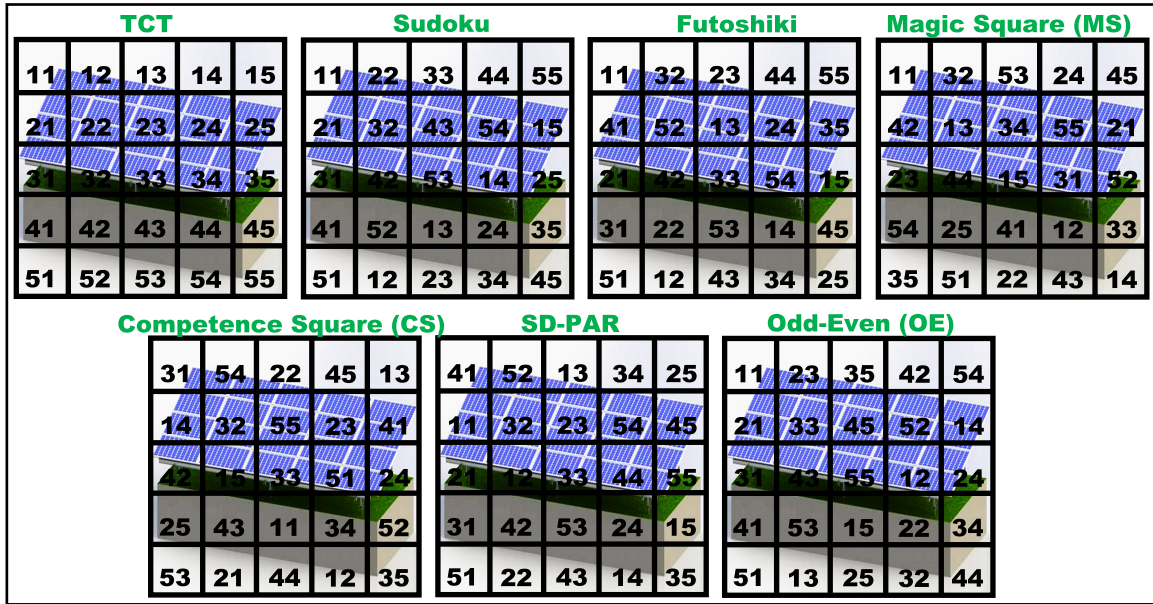 TCT Sudoku Futoshiki Magic Square (MS)
11 12 13 14 15 11 22 33 44 55 11 32 23 44 55 11 32 53 24 45
21 22 23 24 25 21 32 43 54 15 41 52 13 24 35 42 13 34 55 21
31 32 33 34 35 31 42 53 14 25 21 42 33 54 15 23 44 15 31 52
41 42 43 44 45 41 52 13 24 35 31 22 53 14 45 54 25 41 12 33
51 52 53 54 55 51 12 23 34 45 51 12 43 34 25 35 51 22 43 14
Competence Square (CS) SD-PAR Odd-Even (OE)
31 54 22 45 13 41 52 13 34 25 11 23 35 42 54
14 32 55 23 41 11 32 23 54 45 21 33 45 52 14
42 15 33 51 24 21 12 33 44 55 31 43 55 12 24
25 43 11 34 52 31 42 53 24 15 41 53 15 22 34
53 21 44 12 35 51 22 43 14 35 51 13 25 32 44